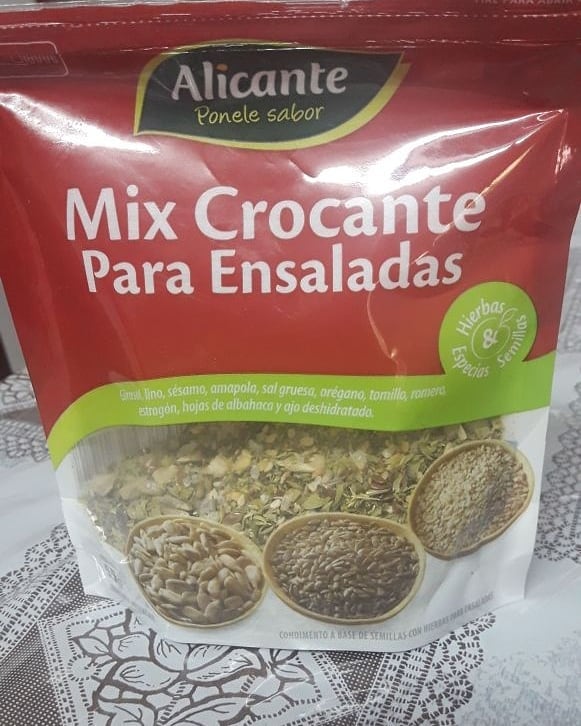 Alicante
Ponele sabor
Mix Crocante
Para Ensaladas
Hierbas
&
Especias Semillas
Girasol, lino, sésamo, amapola, sal gruesa, orégano, tomillo, romero,
estragón, hojas de albahaca y ajo deshidratado.
CONDIMENTO A BASE DE SEMILLAS CON HIERBAS PARA ENSALADAS